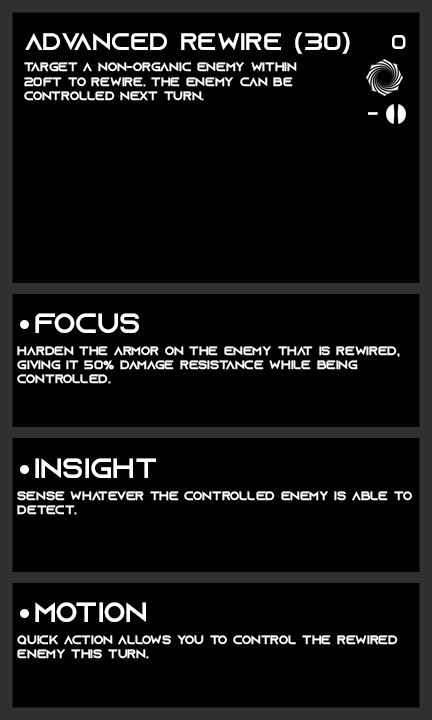 ADVANCED REWIRE (30) 0
TARGET A NON-ORGANIC ENEMY WITHIN
20FT TO REWIRE. THE ENEMY CAN BE
CONTROLLED NEXT TURN.
-
•FOCUS
HARDEN THE ARMOR ON THE ENEMY THAT IS REWIRED,
GIVING IT 50% DAMAGE RESISTANCE WHILE BEING
CONTROLLED.
•INSIGHT
SENSE WHATEVER THE CONTROLLED ENEMY IS ABLE TO
DETECT.
•MOTION
QUICK ACTION ALLOWS YOU TO CONTROL THE REWIRED
ENEMY THIS TURN.